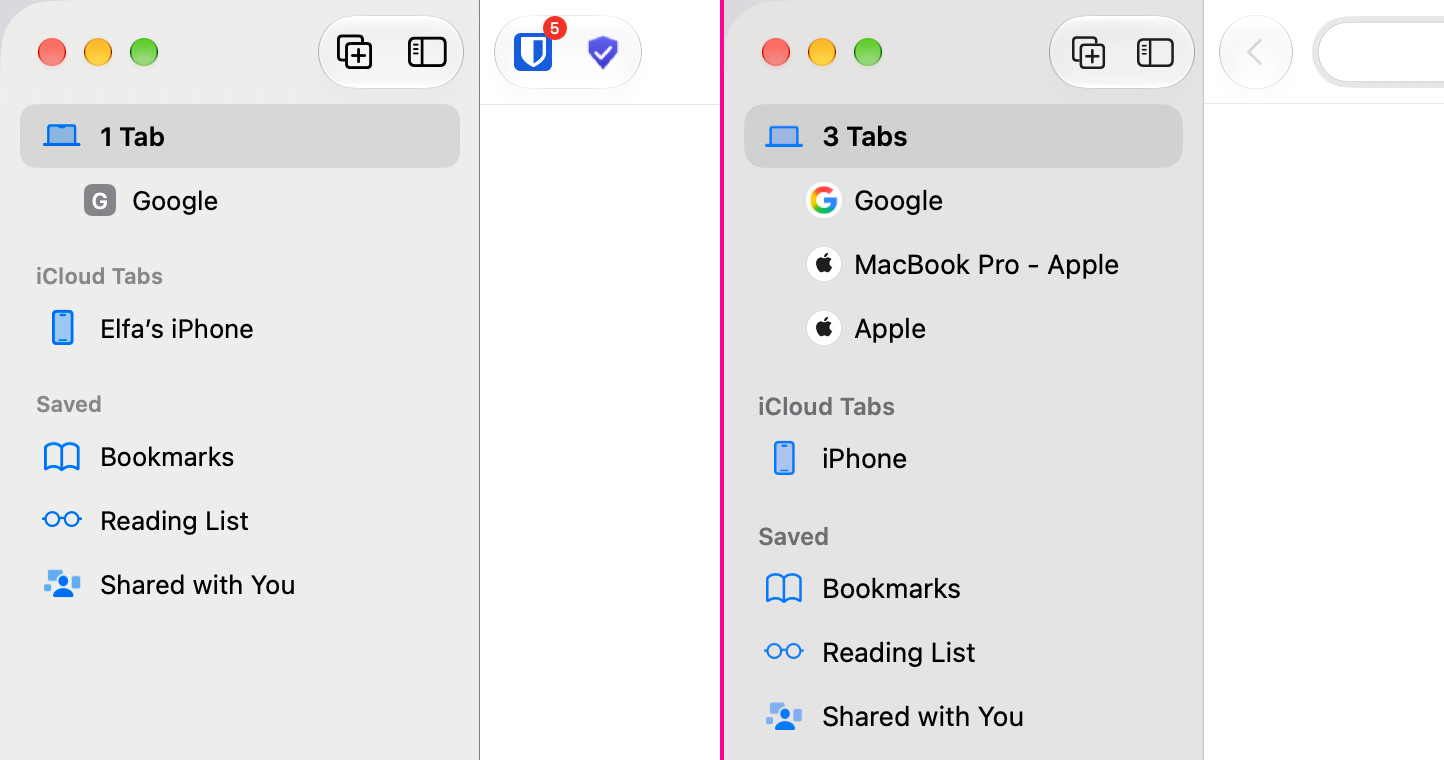 5
1 Tab
G Google
iCloud Tabs
Elfa’s iPhone
Saved
Bookmarks
Reading List
Shared with You
3 Tabs
G Google
MacBook Pro - Apple
Apple
iCloud Tabs
iPhone
Saved
Bookmarks
Reading List
Shared with You